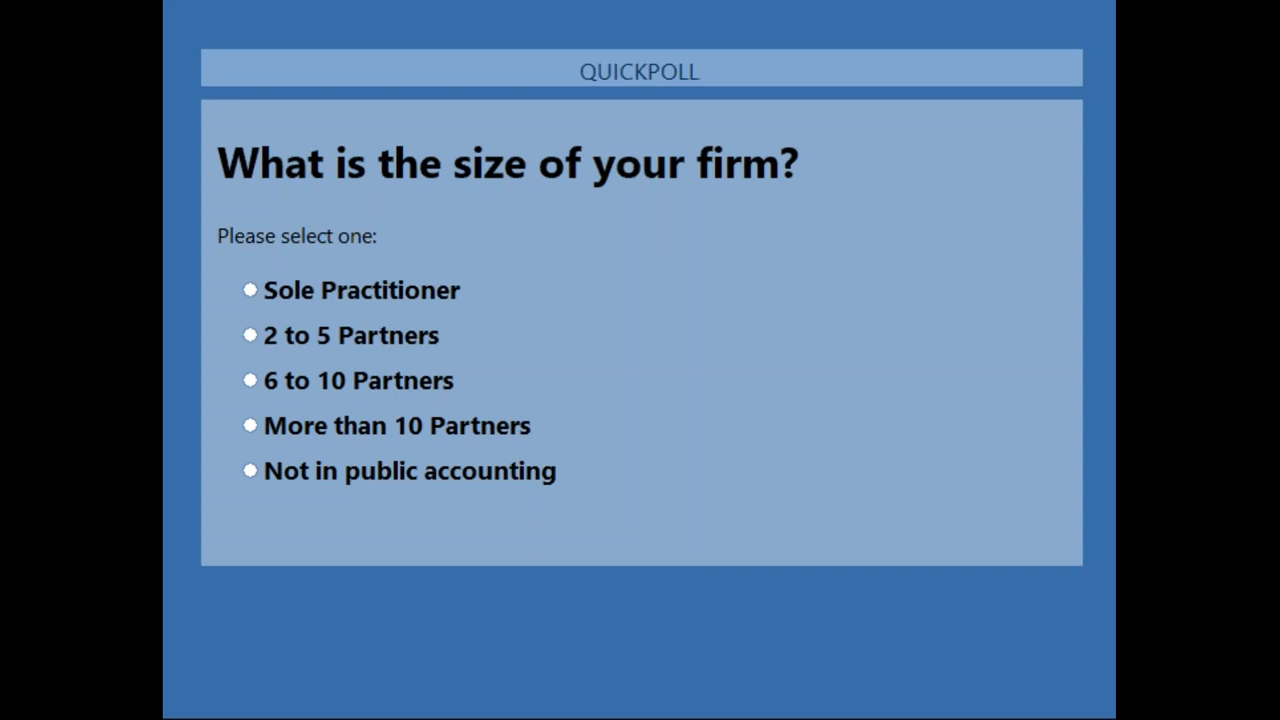 QUICKPOLL
What is the size of your firm?
Please select one:
Sole Practitioner
2 to 5 Partners
6 to 10 Partners
More than 10 Partners
Not in public accounting